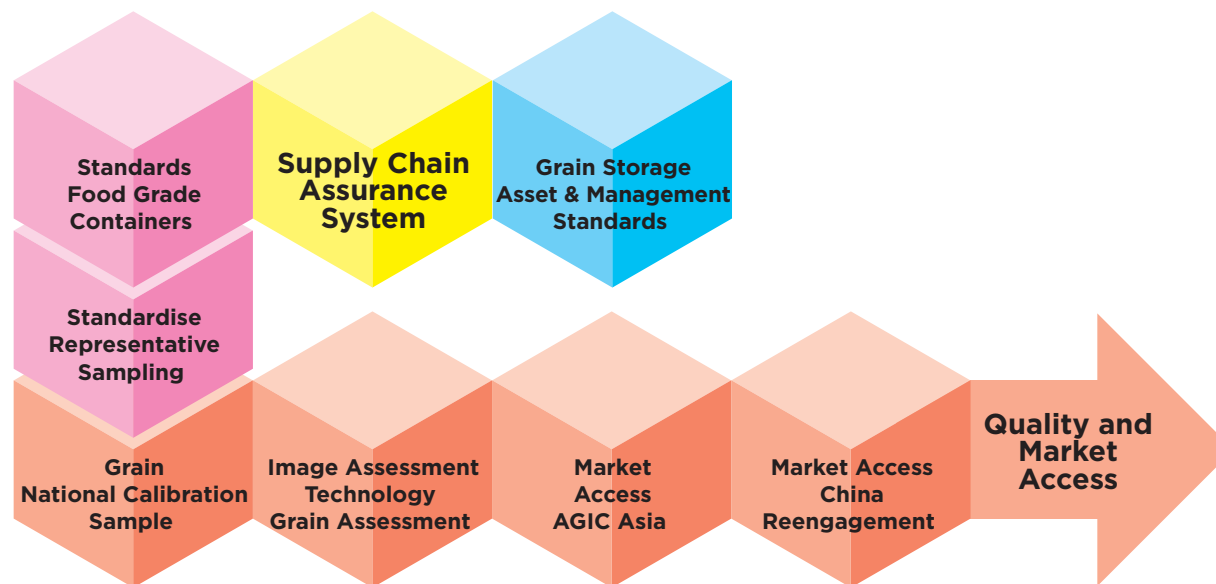 Standards
Food Grade
Containers
Supply Chain
Assurance
System
Grain Storage
Asset & Management
Standards
Standardise
Representative
Sampling
Grain
National Calibration
Sample
Image Assessment
Technology
Grain Assessment
Market
Access
AGIC Asia
Market Access
China
Reengagement
Quality and
Market
Access